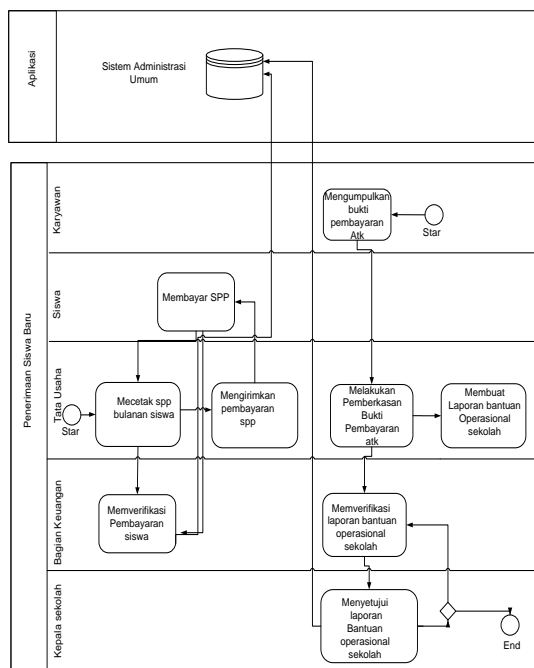 Aplikasi
Sistem Administrasi
Umum
Penerimaan Siswa Baru
Karyawan
Mengumpulkan
bukti
pembayaran
Atk
Star
Siswa
Membayar SPP
Tata Usaha
Star
Mecetak spp
bulanan siswa
Mengirimkan
pembayaran
spp
Melakukan
Pemberkasan
Bukti
Pembayaran
atk
Membuat
Laporan bantuan
Operasional
sekolah
Bagian Keuangan
Memverifikasi
Pembayaran
siswa
Memverifikasi
laporan bantuan
operasional
sekolah
Kepala sekolah
Menyetujui
laporan
Bantuan
operasional
sekolah
End